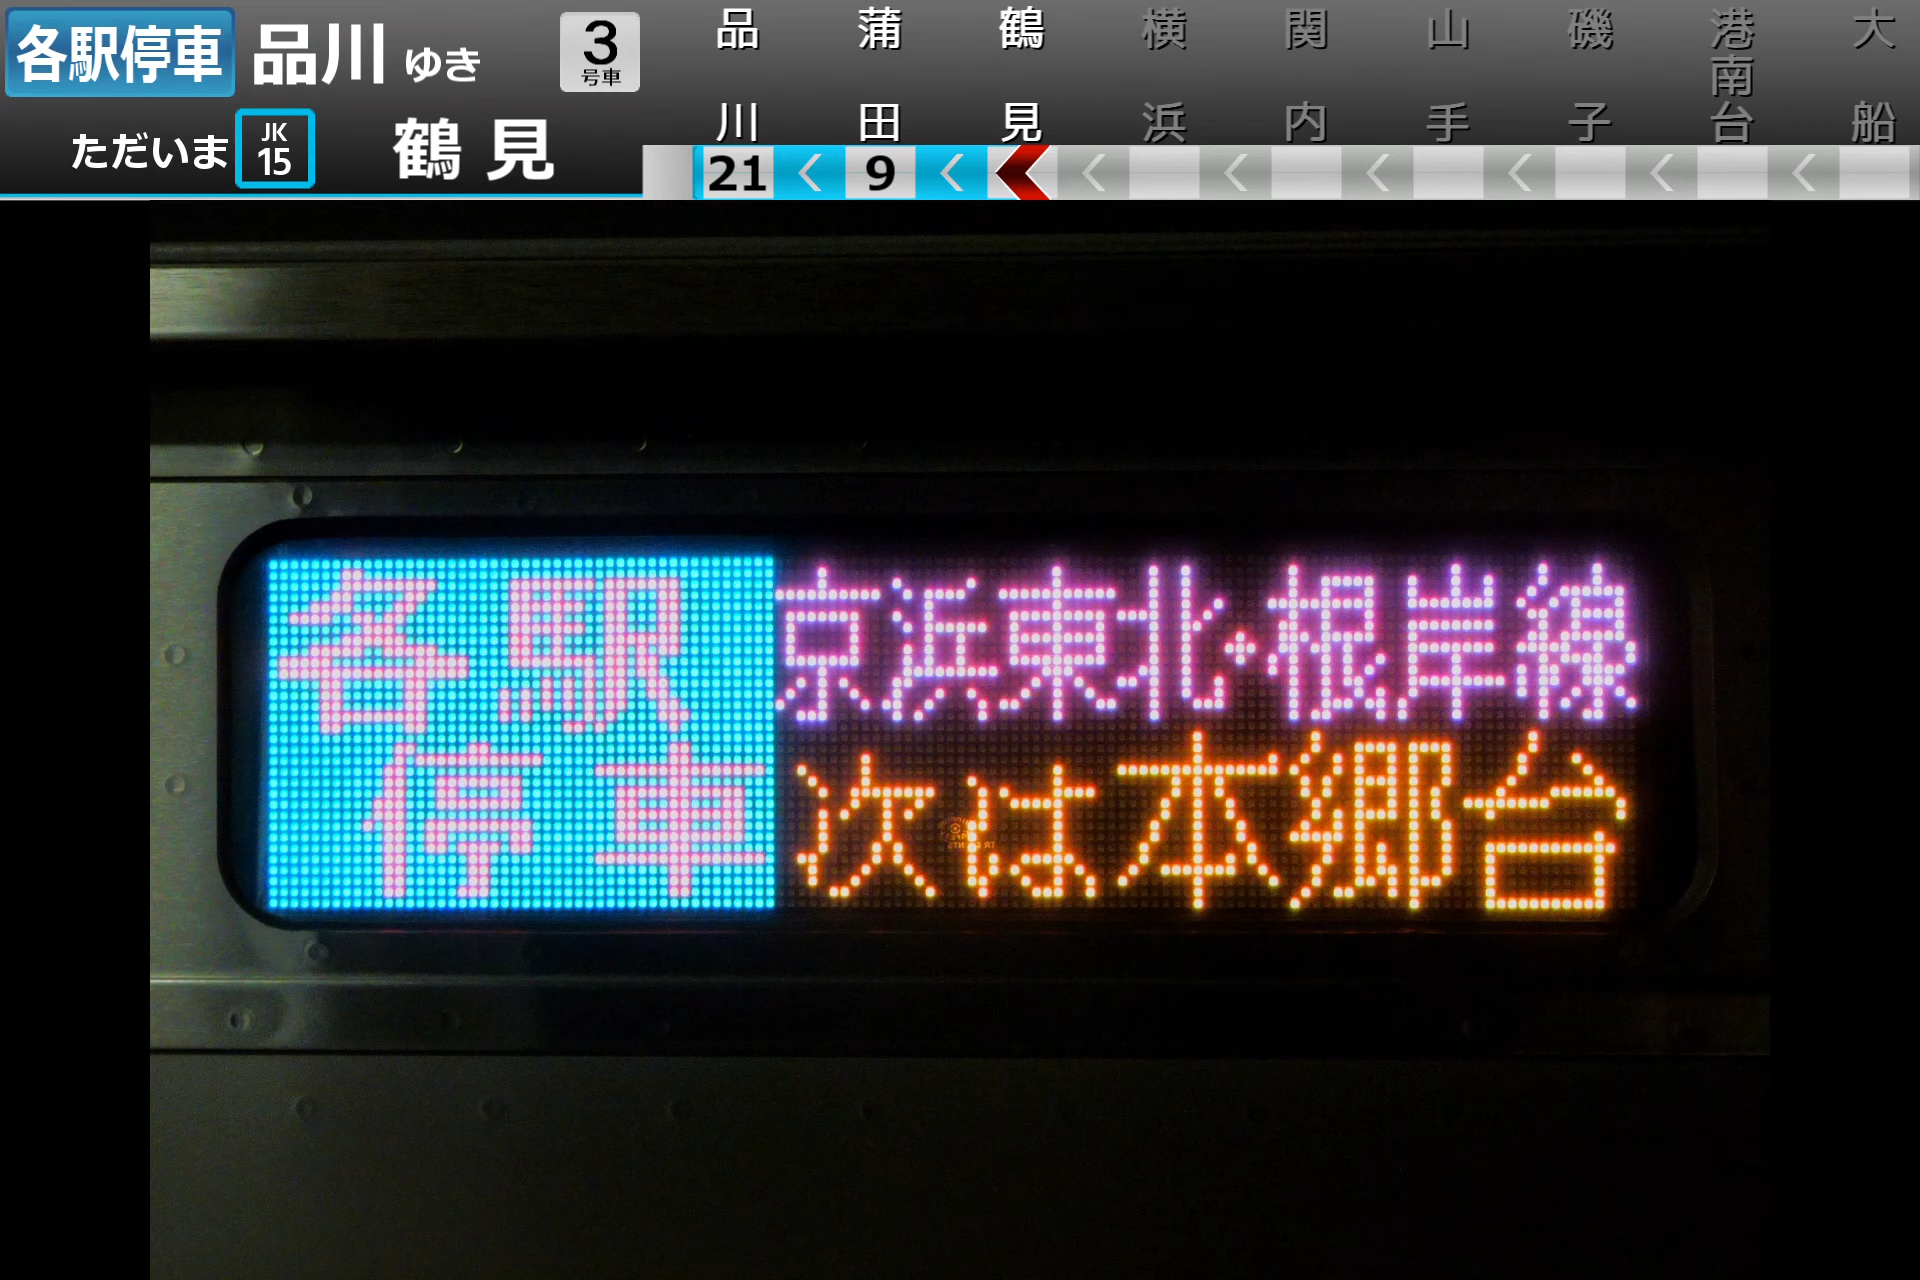 各駅停車 品川 ゆき
3 号車
ただいま JK 15 鶴見
品川 蒲田 鶴見 横浜 関内 山手 磯子 港南台 大船
21 9
各駅停車
京浜東北・根岸線
次は本郷台